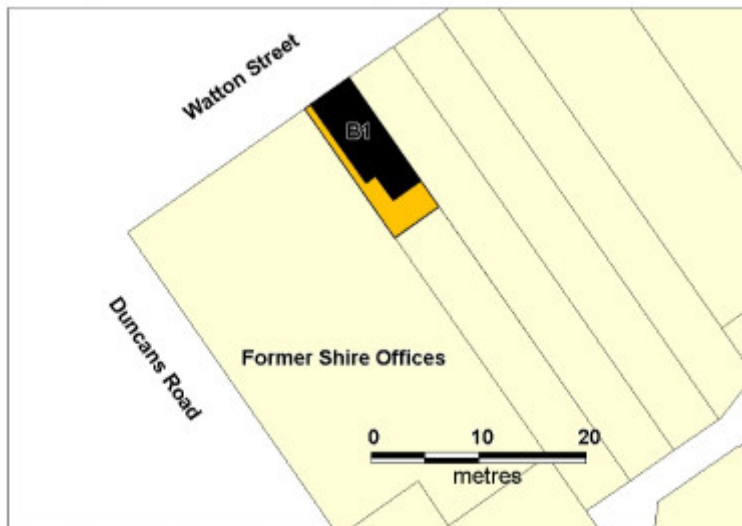 Watton Street
B1
Duncans Road
Former Shire Offices
0 10 20
metres